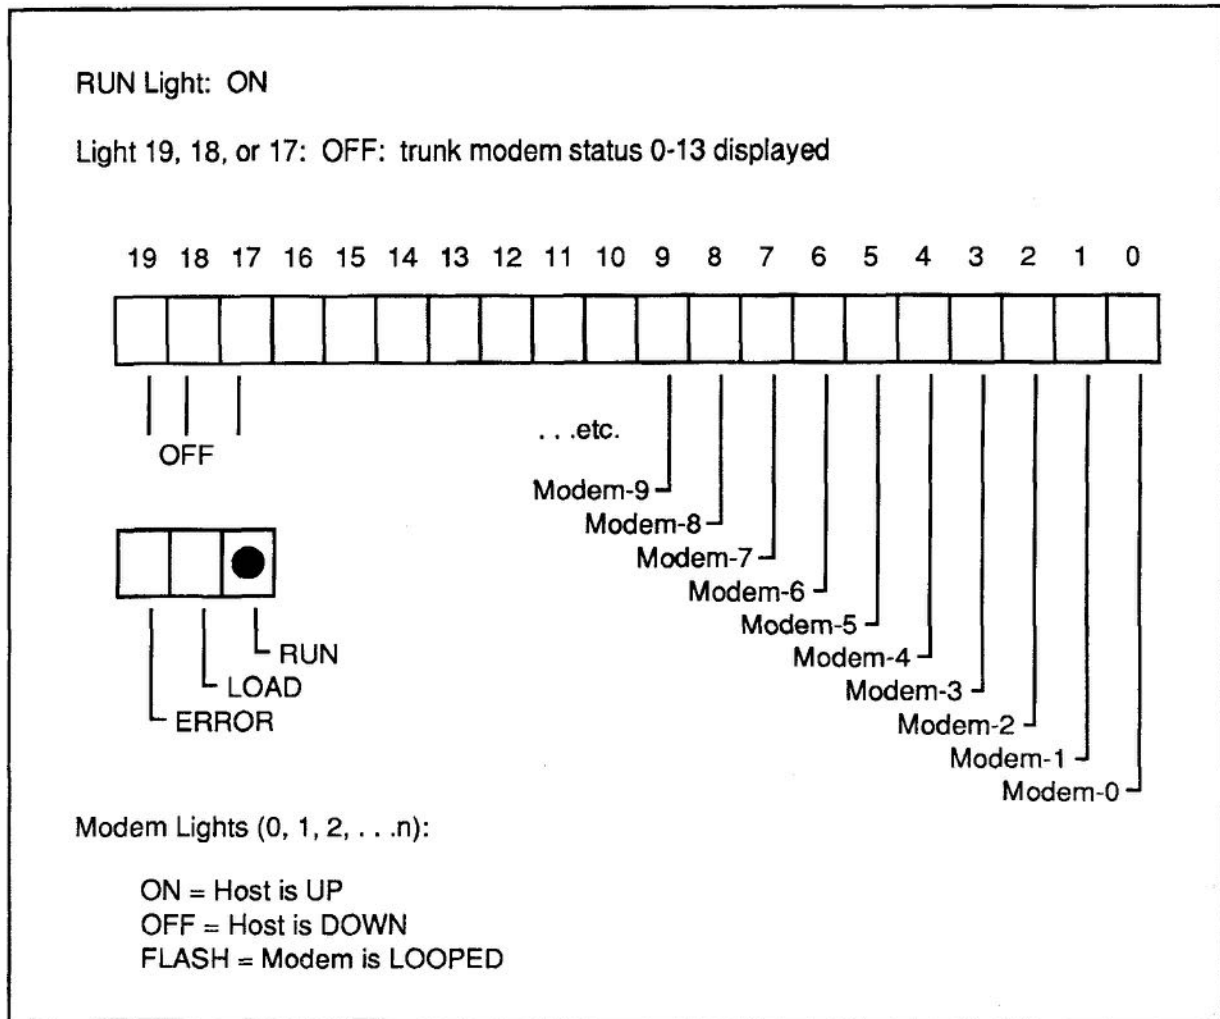 RUN Light: ON
Light 19, 18, or 17: OFF: trunk modem status 0-13 displayed
19 18 17 16 15 14 13 12 11 10 9 8 7 6 5 4 3 2 1 0
OFF
. . .etc.
Modem-9
Modem-8
Modem-7
Modem-6
Modem-5
Modem-4
Modem-3
Modem-2
Modem-1
Modem-0
RUN
LOAD
ERROR
Modem Lights (0, 1, 2, . . .n):
ON = Host is UP
OFF = Host is DOWN
FLASH = Modem is LOOPED